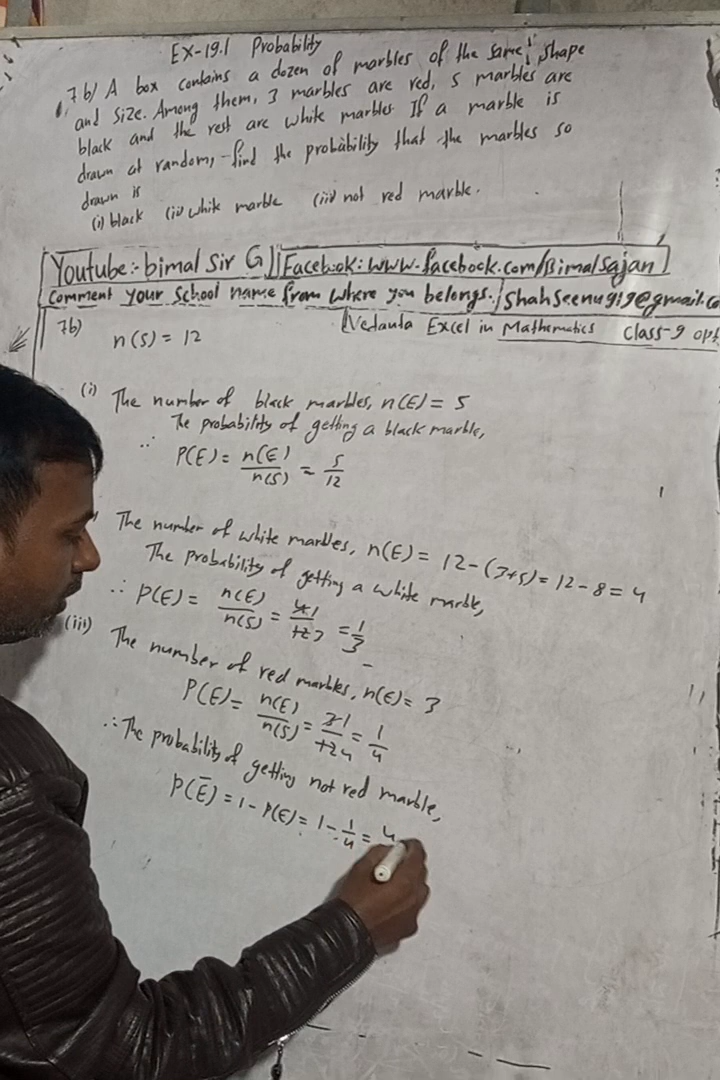 EX-19.1 Probability
7 b) A box contains a dozen of marbles of the same shape
and size. Among them, 3 marbles are red, 5 marbles are
black and the rest are white marbles If a marble is
drawn at random, find the probability that the marbles so
drawn is
(i) black (ii) white marble (iii) not red marble.
Youtube:- bimal Sir G Facebook: www.facebook.com/Bimalsajan
Comment your School name from where you belongs. shahseenu919@gmail.co
Vedanta Excel in Mathematics Class-9 opt
7b)
n(S) = 12
(i) The number of black marbles, n(E) = 5
The probability of getting a black marble,
∴ P(E) = n(E)/n(S) = 5/12
The number of white marbles, n(E) = 12-(3+5) = 12-8 = 4
The probability of getting a white marble,
∴ P(E) = n(E)/n(S) = 4 1/12 3 = 1/3
(iii) The number of red marbles, n(E) = 3
P(E) = n(E)/n(S) = 3 1/12 4 = 1/4
∴ The probability of getting not red marble,
P(Ē) = 1 - P(E) = 1 - 1/4 = 4